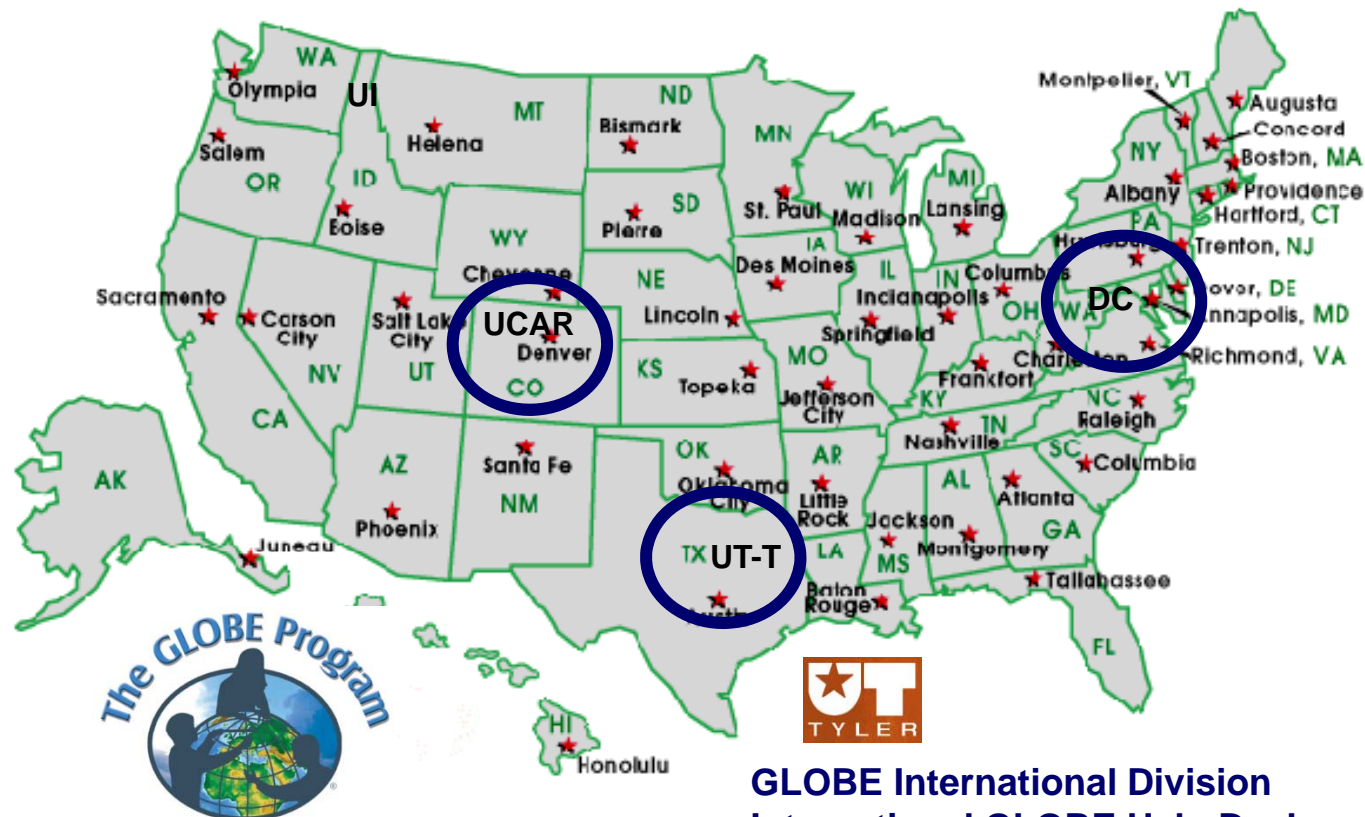 WA
Olympia
UI
MT
Helena
ND
Bismark
MN
St. Paul
Montpelier, VT
Augusta
Concord
Boston, MA
Providence
Hartford, CT
NY
Albany
Salem
OR
ID
Boise
WY
Cheyenne
SD
Pierre
WI
Madison
MI
Lansing
PA
Trenton, NJ
DE
Annapolis, MD
Richmond, VA
DC
WA
IA
Des Moines
NE
Lincoln
IL
Springfield
IN
Indianapolis
Columbus
OH
Sacramento
Carson
City
NV
CA
Salt Lake
City
UT
UCAR
Denver
CO
KS
Topeka
MO
Jefferson
City
Frankfort
KY
Nashville
TN
NC
Raleigh
SC
Columbia
AK
Juneau
AZ
Phoenix
Santa Fe
NM
OK
Oklahoma
City
TX UT-T
AR
Little
Rock
LA
Baton
Rouge
Jackson
MS
AL
Montgomery
Atlanta
GA
Tallahassee
FL
HI
Honolulu
The GLOBE Program
UT
TYLER
GLOBE International Division